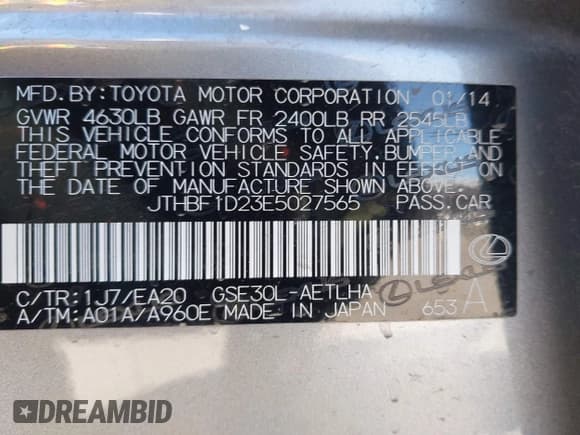 MFD.BY:TOYOTA MOTOR CORPORATION 01/14
GVWR 4630LB GAWR FR 2400LB RR 2545LB
THIS VEHICLE CONFORMS TO ALL APPLICABLE
FEDERAL MOTOR VEHICLE SAFETY,BUMPER,AND
THEFT PREVENTION STANDARDS IN EFFECT ON
THE DATE OF MANUFACTURE SHOWN ABOVE.
JTHBF1D23E5027565 PASS.CAR
C/TR:1J7/EA20 GSE30L-AETLHA
A/TM:A01A/A960E MADE IN JAPAN 653 A
LEXUS
DREAMBID